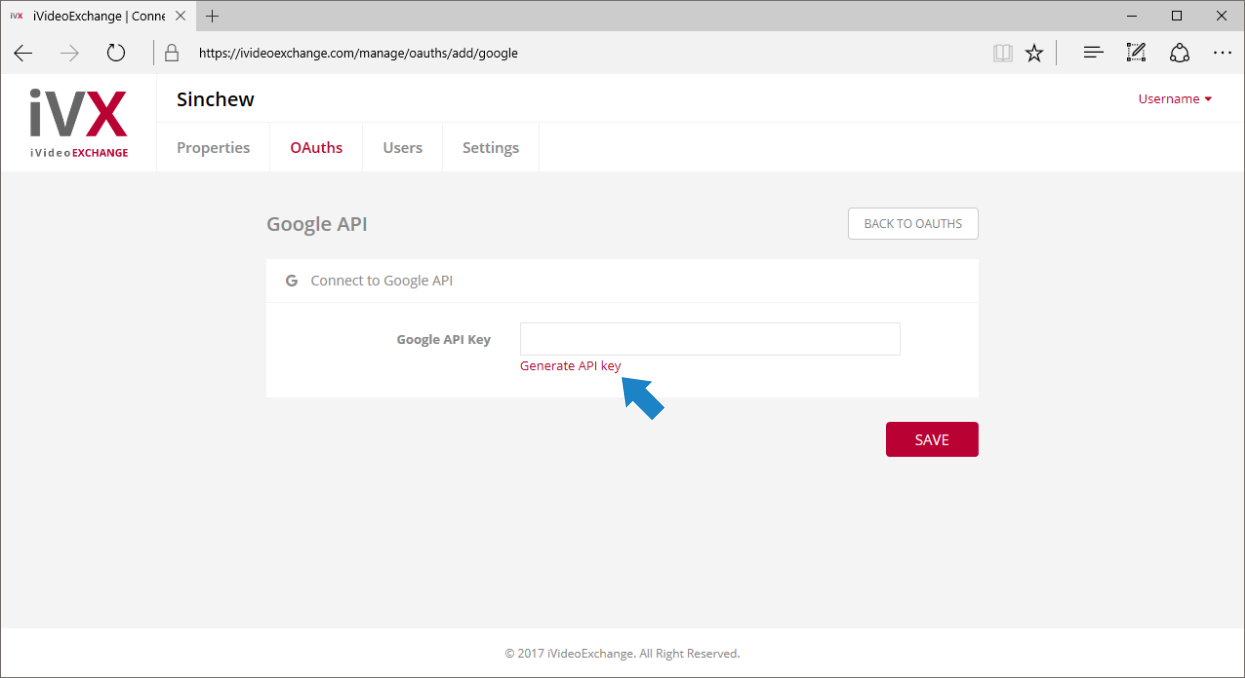 iVX iVideoExchange | Conne
https://ivideoexchange.com/manage/oauths/add/google
iVX
iVideoEXCHANGE
Sinchew
Username
Properties OAuths Users Settings
Google API
BACK TO OAUTHS
G Connect to Google API
Google API Key
Generate API key
SAVE
© 2017 iVideoExchange. All Right Reserved.